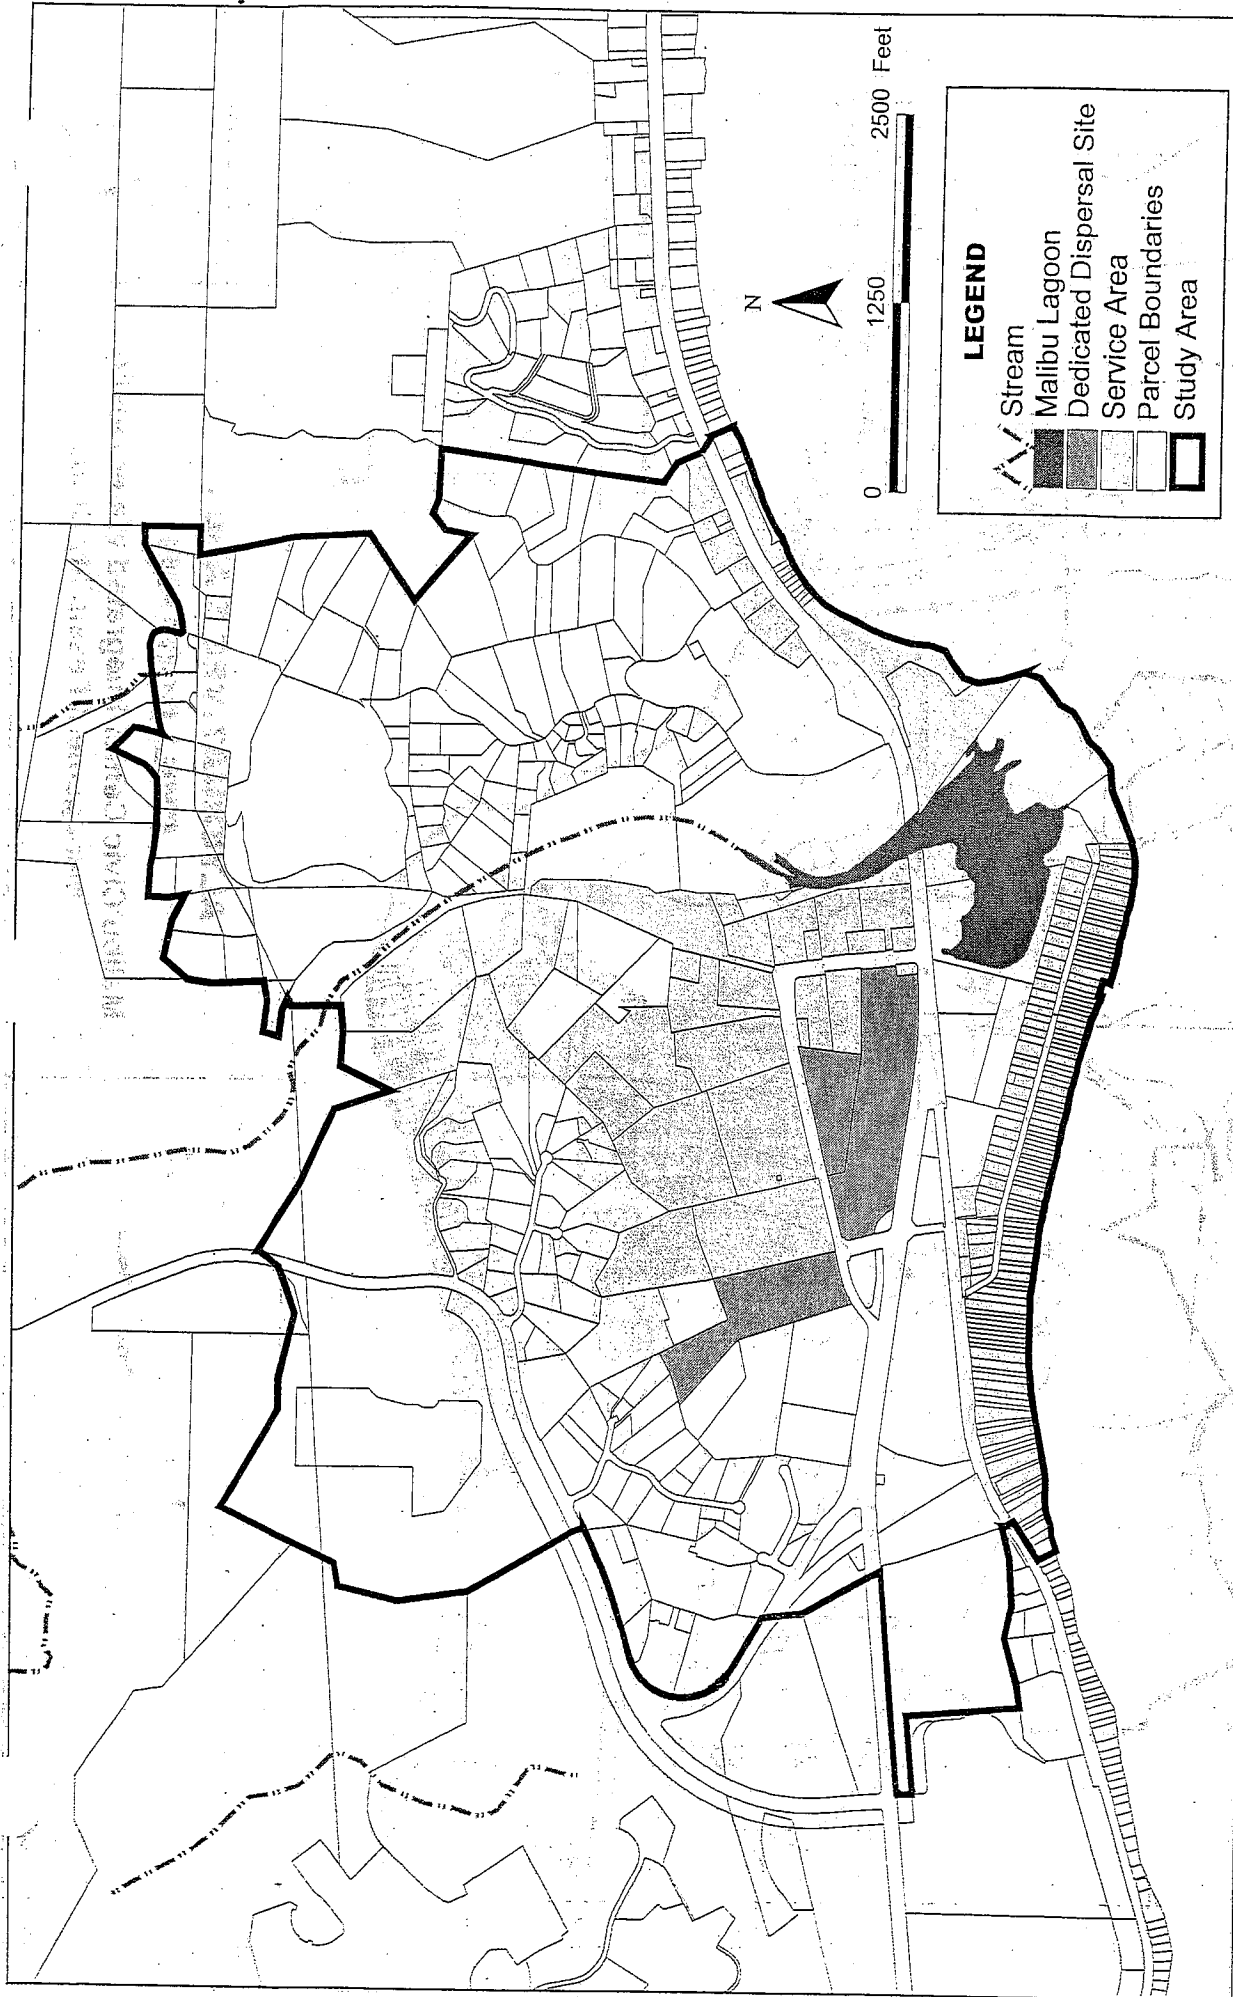 N
0 1250 2500 Feet
LEGEND
Stream
Malibu Lagoon
Dedicated Dispersal Site
Service Area
Parcel Boundaries
Study Area